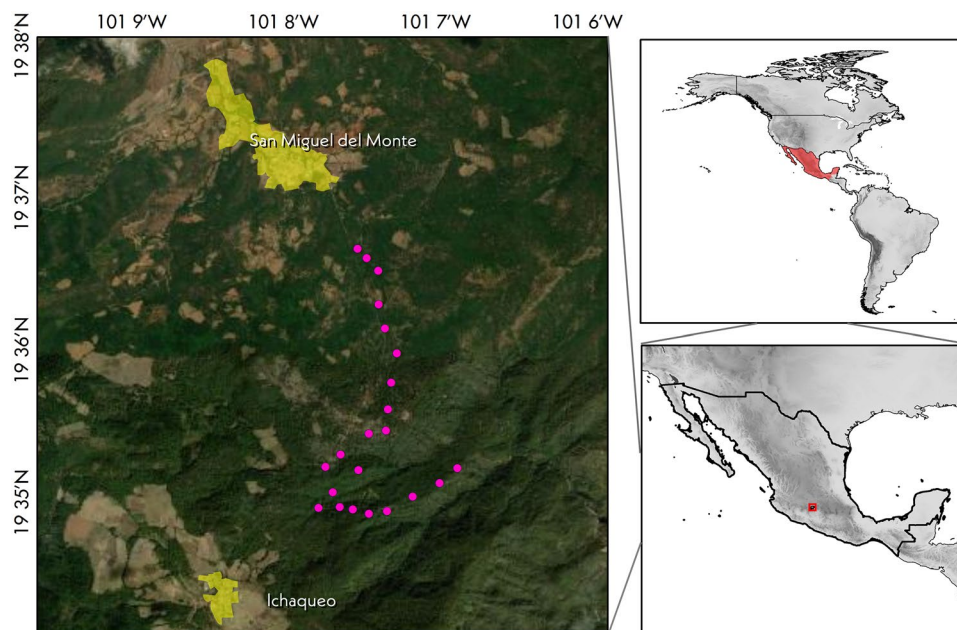 101 9'W 101 8'W 101 7'W 101 6'W
19 38'N
San Miguel del Monte
19 37'N
19 36'N
19 35'N
Ichaqueo